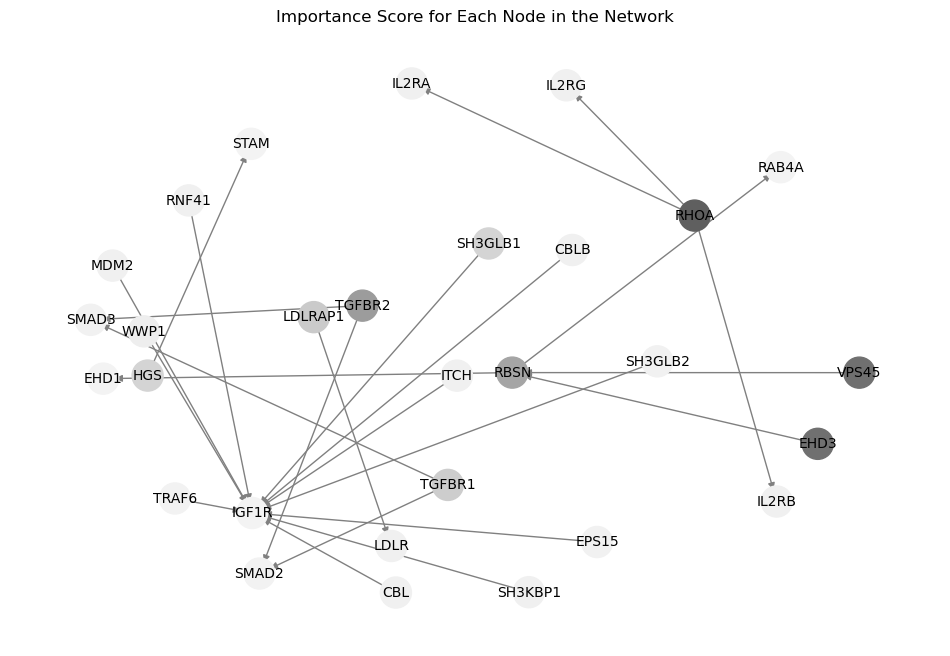 Importance Score for Each Node in the Network
IL2RA
IL2RG
STAM
RAB4A
RNF41
RHOA
SH3GLB1
CBLB
MDM2
TGFBR2
LDLRAP1
SMAD3
WWP1
SH3GLB2
EHD1
HGS
ITCH
RBSN
VPS45
EHD3
TGFBR1
TRAF6
IL2RB
IGF1R
EPS15
LDLR
SMAD2
CBL
SH3KBP1